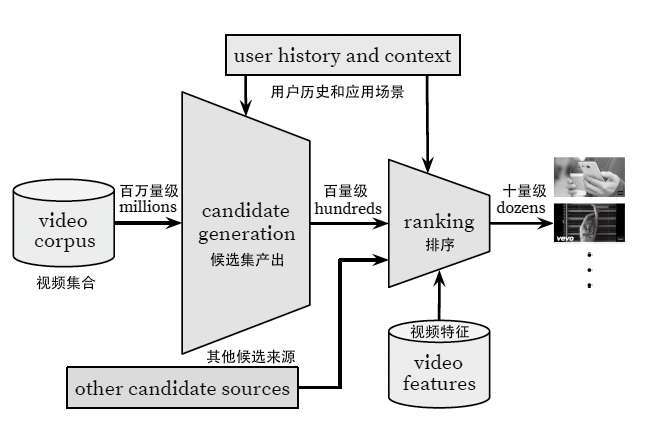 user history and context
用户历史和应用场景
百万量级
millions
video
corpus
视频集合
candidate
generation
候选集产出
百量级
hundreds
ranking
排序
十量级
dozens
vevo
其他候选来源
other candidate sources
视频特征
video
features